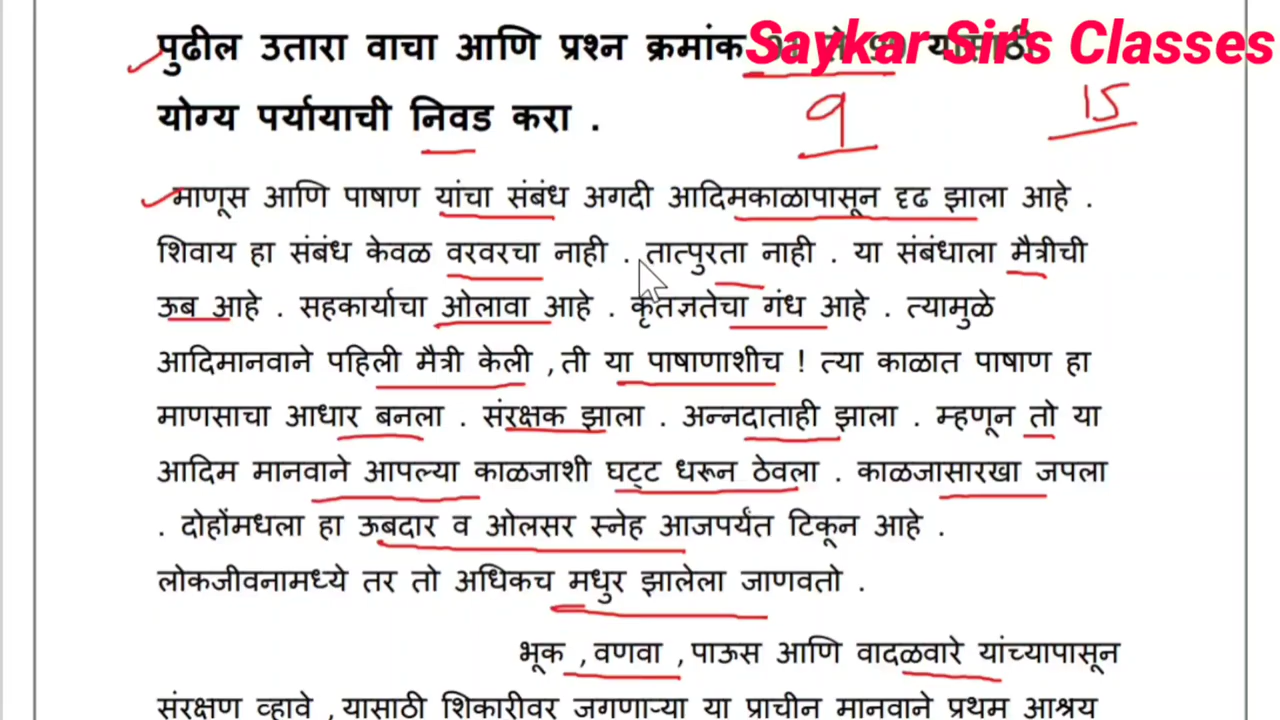 पुढील उतारा वाचा आणि प्रश्न क्रमांक यासाठी
Saykar Sir's Classes
योग्य पर्यायाची निवड करा .
9
15
माणूस आणि पाषाण यांचा संबंध अगदी आदिमकाळापासून दृढ झाला आहे .
शिवाय हा संबंध केवळ वरवरचा नाही . तात्पुरता नाही . या संबंधाला मैत्रीची
ऊब आहे . सहकार्याचा ओलावा आहे . कृतज्ञतेचा गंध आहे . त्यामुळे
आदिमानवाने पहिली मैत्री केली ,ती या पाषाणाशीच ! त्या काळात पाषाण हा
माणसाचा आधार बनला . संरक्षक झाला . अन्नदाताही झाला . म्हणून तो या
आदिम मानवाने आपल्या काळजाशी घट्ट धरून ठेवला . काळजासारखा जपला
. दोहोंमधला हा ऊबदार व ओलसर स्नेह आजपर्यंत टिकून आहे .
लोकजीवनामध्ये तर तो अधिकच मधुर झालेला जाणवतो .
भूक ,वणवा ,पाऊस आणि वादळवारे यांच्यापासून
संरक्षण व्हावे ,यासाठी शिकारीवर जगणाऱ्या या प्राचीन मानवाने प्रथम आश्रय